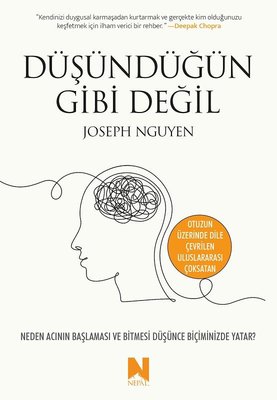 "Kendinizi duygusal karmaşadan kurtarmak ve gerçekte kim olduğunuzu
keşfetmek için ilham verici bir rehber." —Deepak Chopra
DÜŞÜNDÜĞÜN
GİBİ DEĞİL
JOSEPH NGUYEN
OTUZUN
ÜZERİNDE DİLE
ÇEVRİLEN
ULUSLARARASI
ÇOKSATAN
NEDEN ACININ BAŞLAMASI VE BİTMESİ DÜŞÜNCE BİÇİMİNİZDE YATAR?
N
NEPAL